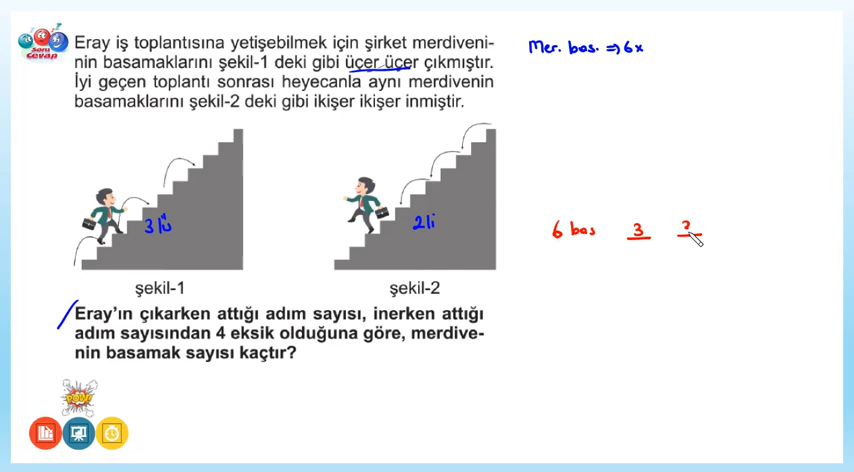 Soru
Cevap
Eray iş toplantısına yetişebilmek için şirket merdiveni-
nin basamaklarını şekil-1 deki gibi üçer üçer çıkmıştır.
İyi geçen toplantı sonrası heyecanla aynı merdivenin
basamaklarını şekil-2 deki gibi ikişer ikişer inmiştir.
Mer. bas. ⇒ 6x
3 lü
2li
6 bas 3 2
şekil-1
şekil-2
Eray'ın çıkarken attığı adım sayısı, inerken attığı
adım sayısından 4 eksik olduğuna göre, merdive-
nin basamak sayısı kaçtır?
POW!